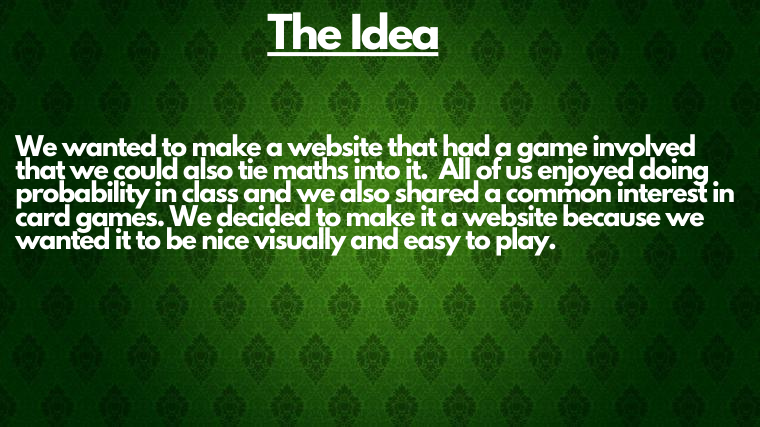 The Idea
We wanted to make a website that had a game involved
that we could also tie maths into it.  All of us enjoyed doing
probability in class and we also shared a common interest in
card games. We decided to make it a website because we
wanted it to be nice visually and easy to play.